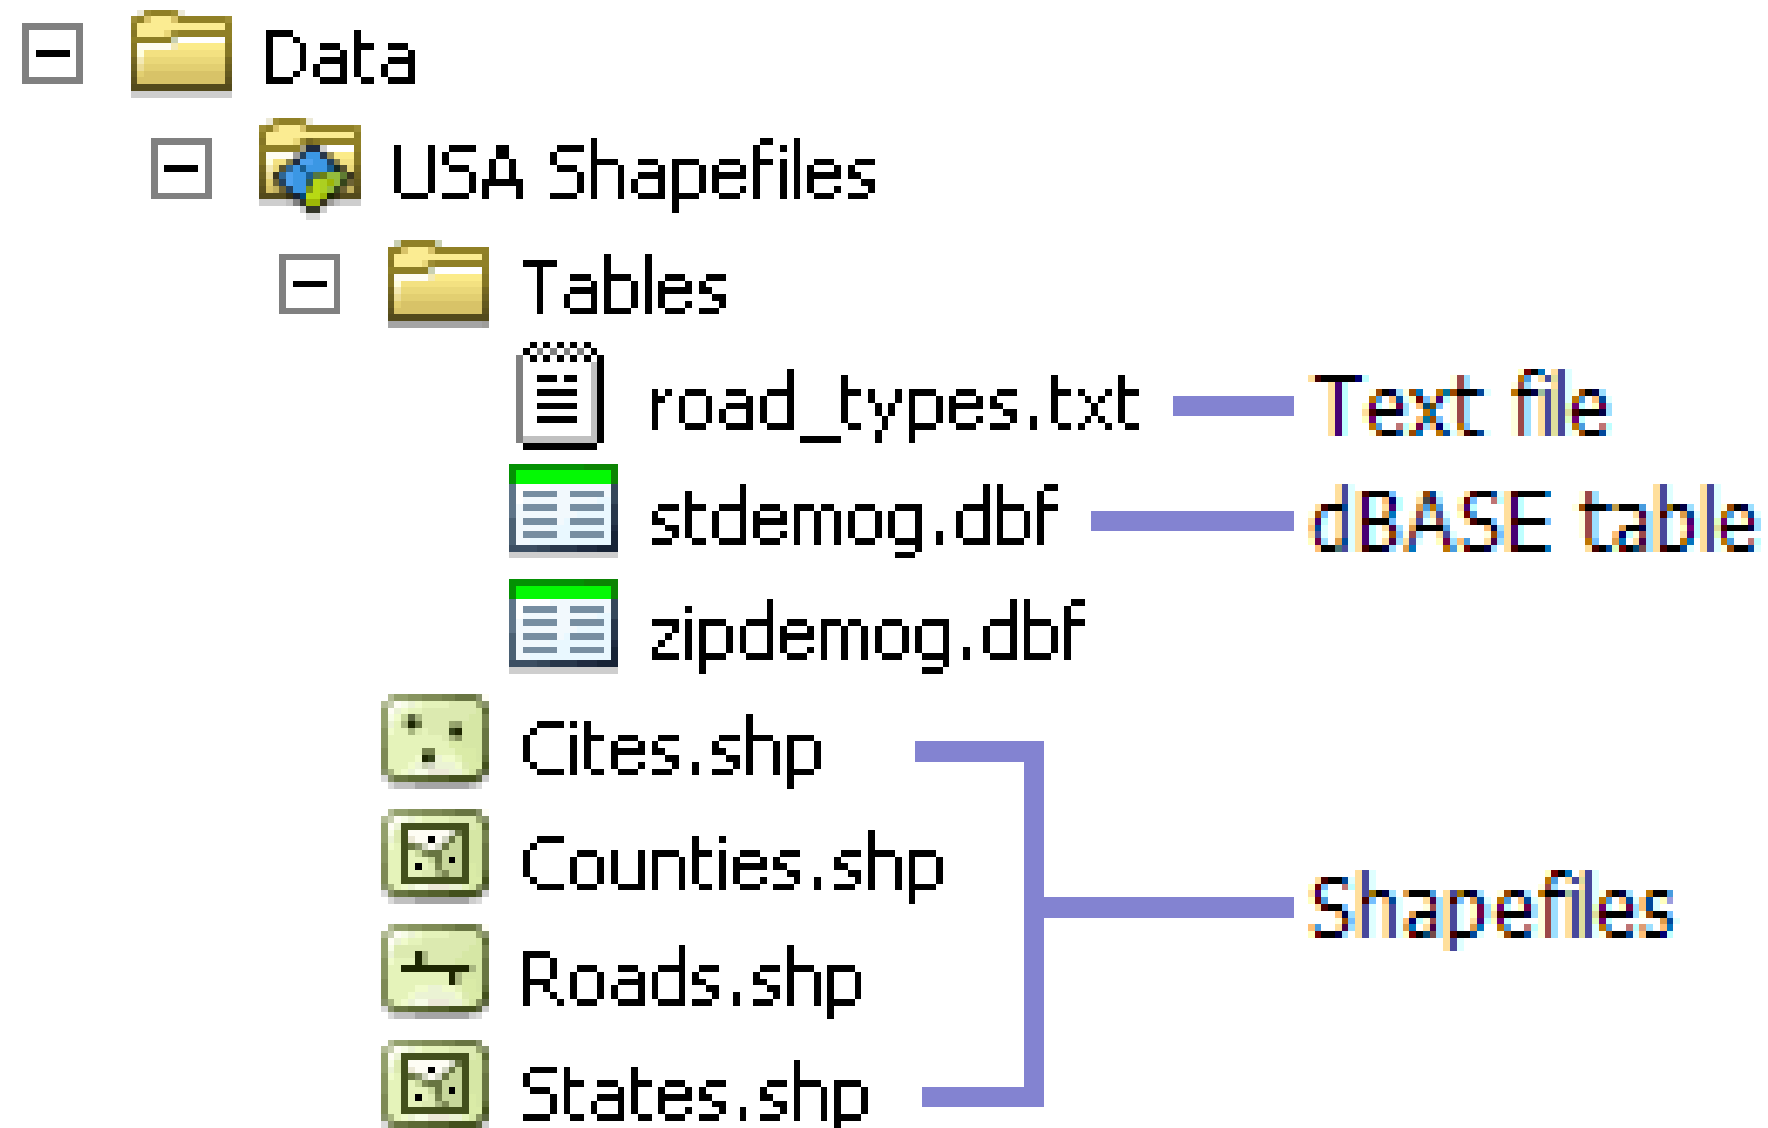 Data
USA Shapefiles
Tables
road_types.txt Text file
stdemog.dbf dBASE table
zipdemog.dbf
Cites.shp
Counties.shp
Shapefiles
Roads.shp
States.shp